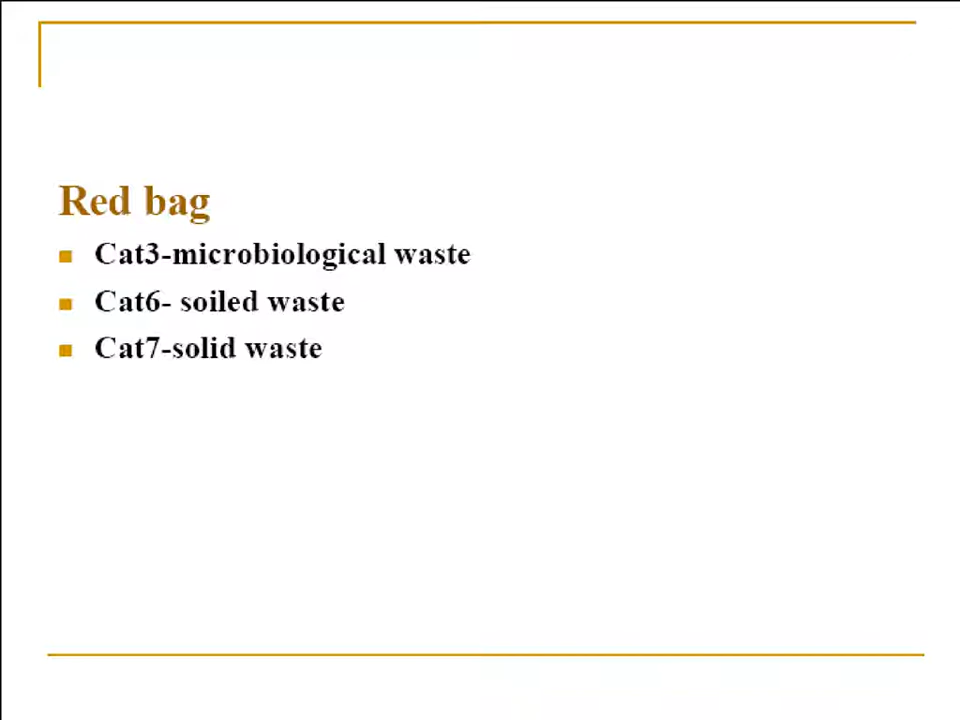 Red bag
Cat3-microbiological waste
Cat6- soiled waste
Cat7-solid waste